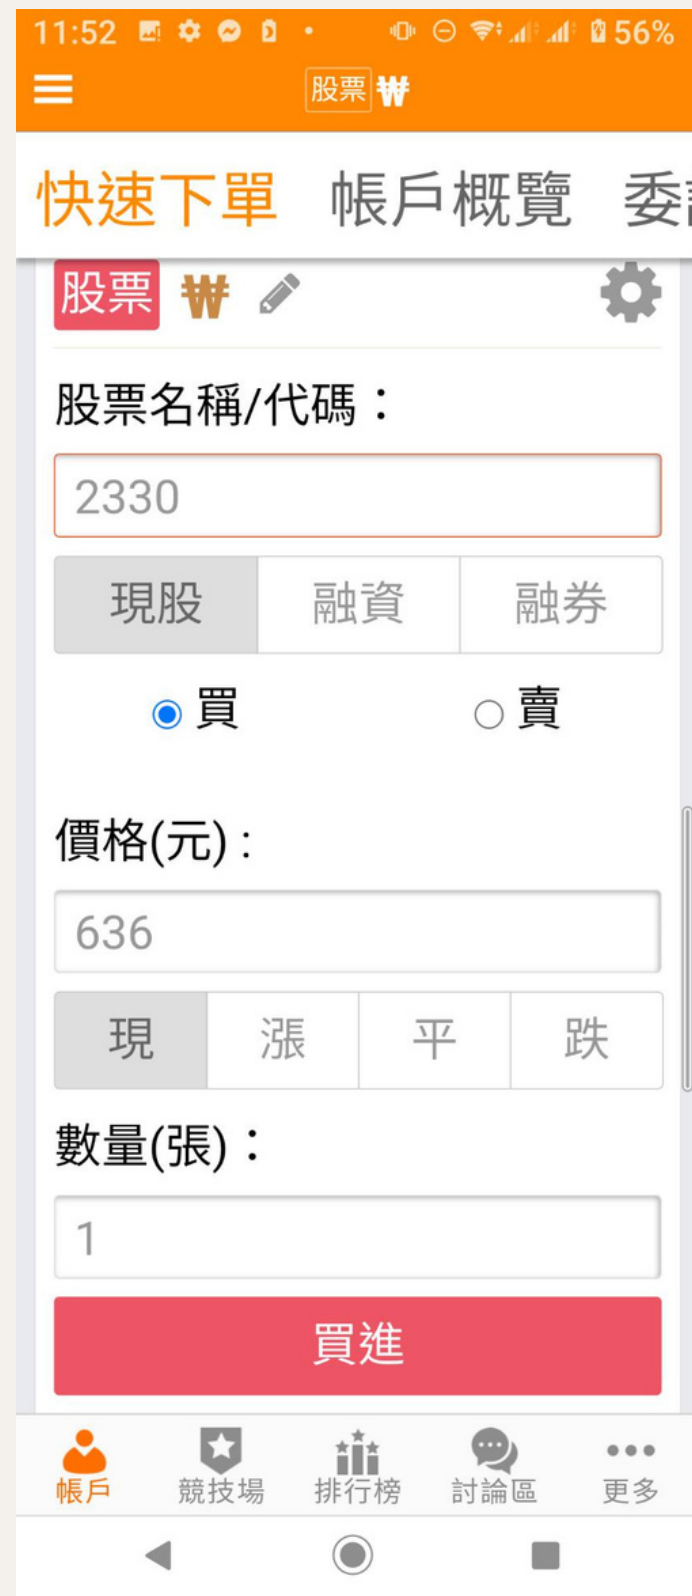 11:52 56%
股票 ₩
快速下單 帳戶概覽 委
股票 ₩
股票名稱/代碼：
2330
現股 融資 融券
買 賣
價格(元) :
636
現 漲 平 跌
數量(張)：
1
買進
帳戶 競技場 排行榜 討論區 更多